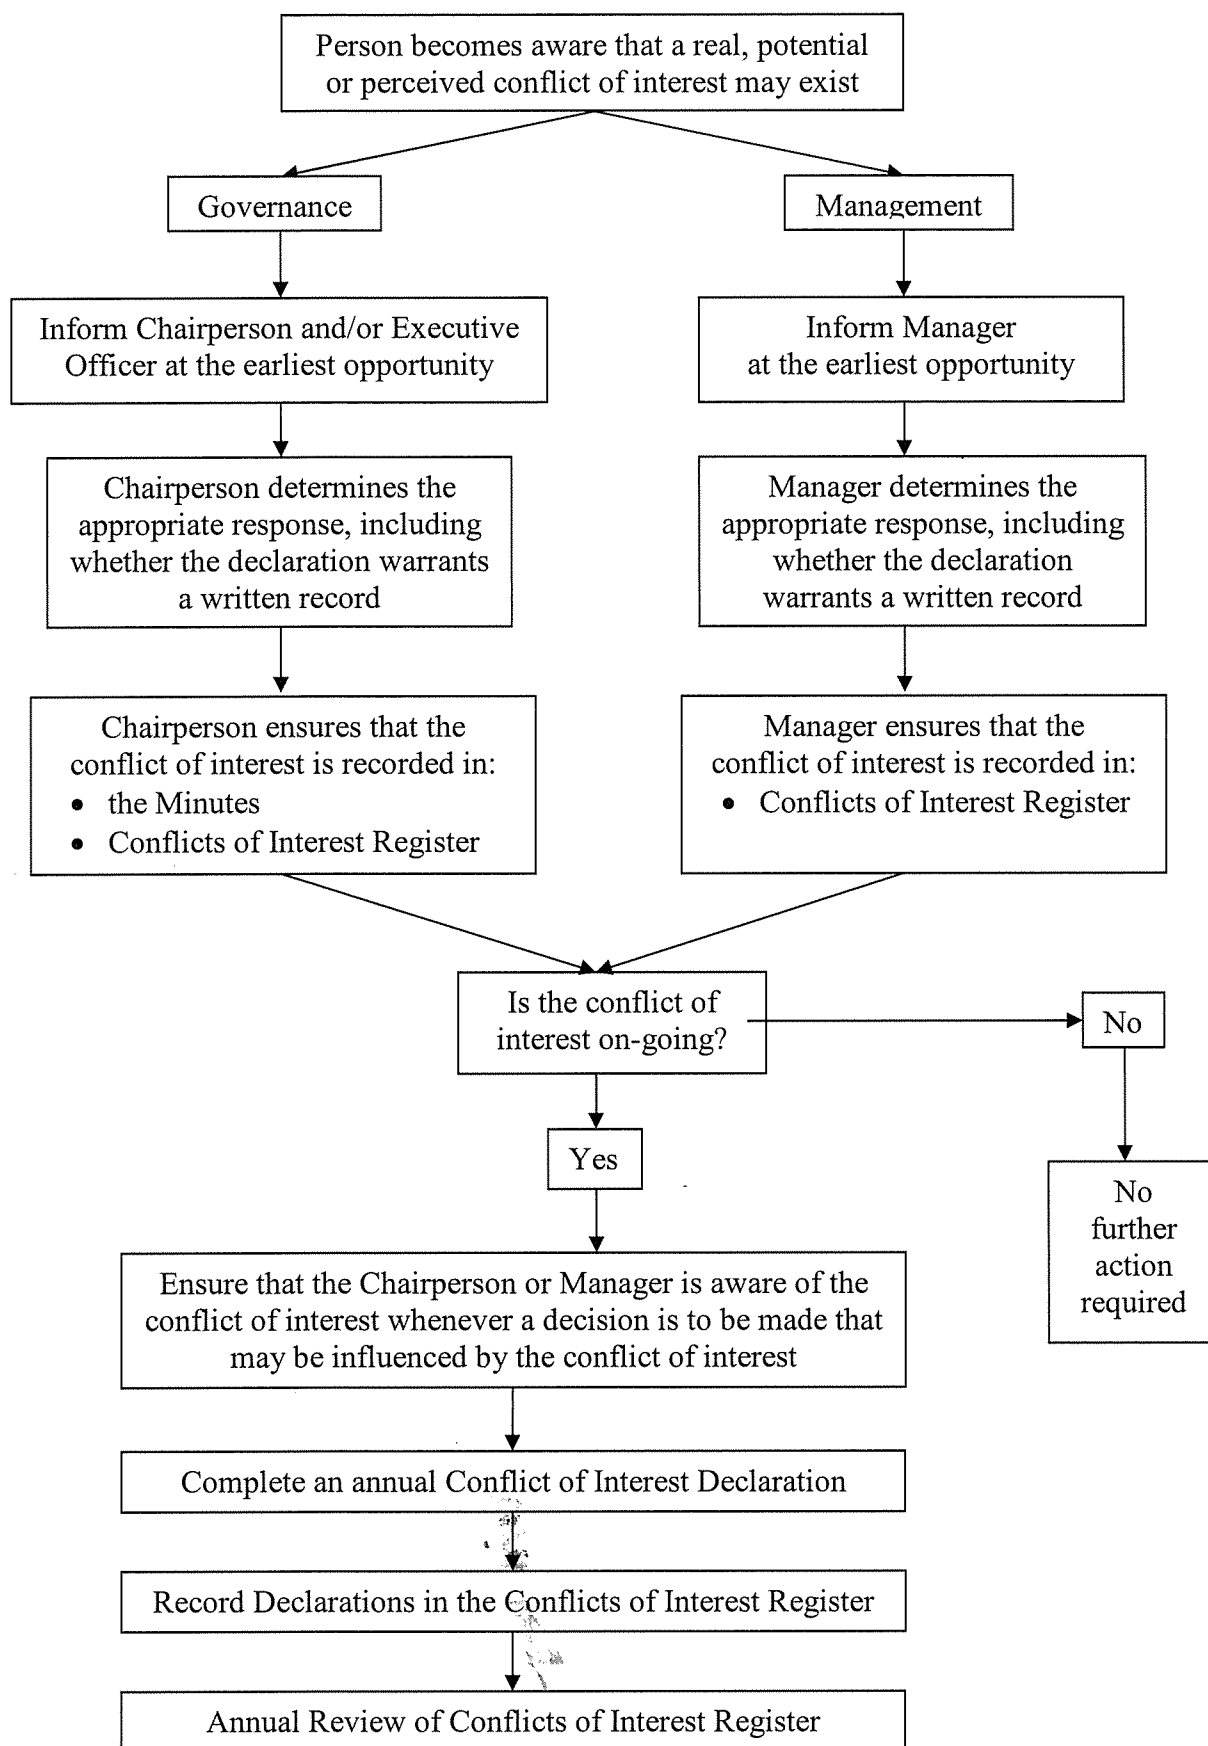 Person becomes aware that a real, potential
or perceived conflict of interest may exist
Governance
Management
Inform Chairperson and/or Executive
Officer at the earliest opportunity
Inform Manager
at the earliest opportunity
Chairperson determines the
appropriate response, including
whether the declaration warrants
a written record
Manager determines the
appropriate response, including
whether the declaration
warrants a written record
Chairperson ensures that the
conflict of interest is recorded in:
• the Minutes
• Conflicts of Interest Register
Manager ensures that the
conflict of interest is recorded in:
• Conflicts of Interest Register
Is the conflict of
interest on-going?
No
Yes
No
further
action
required
Ensure that the Chairperson or Manager is aware of the
conflict of interest whenever a decision is to be made that
may be influenced by the conflict of interest
Complete an annual Conflict of Interest Declaration
Record Declarations in the Conflicts of Interest Register
Annual Review of Conflicts of Interest Register